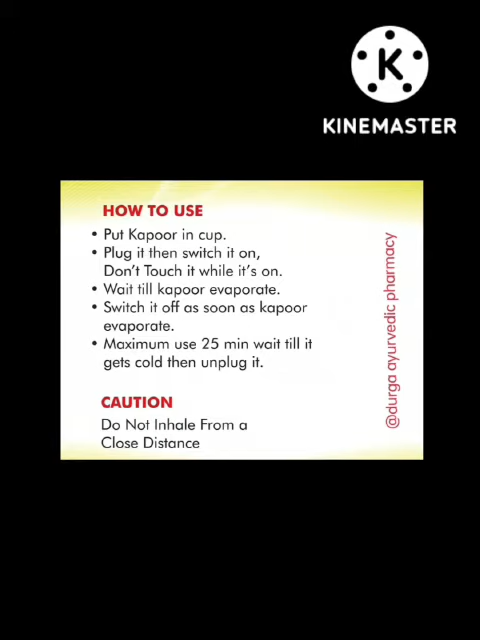 K
KINEMASTER
HOW TO USE
• Put Kapoor in cup.
• Plug it then switch it on,
Don't Touch it while it's on.
• Wait till kapoor evaporate.
• Switch it off as soon as kapoor
evaporate.
• Maximum use 25 min wait till it
gets cold then unplug it.
CAUTION
Do Not Inhale From a
Close Distance
@durga ayurvedic pharmacy